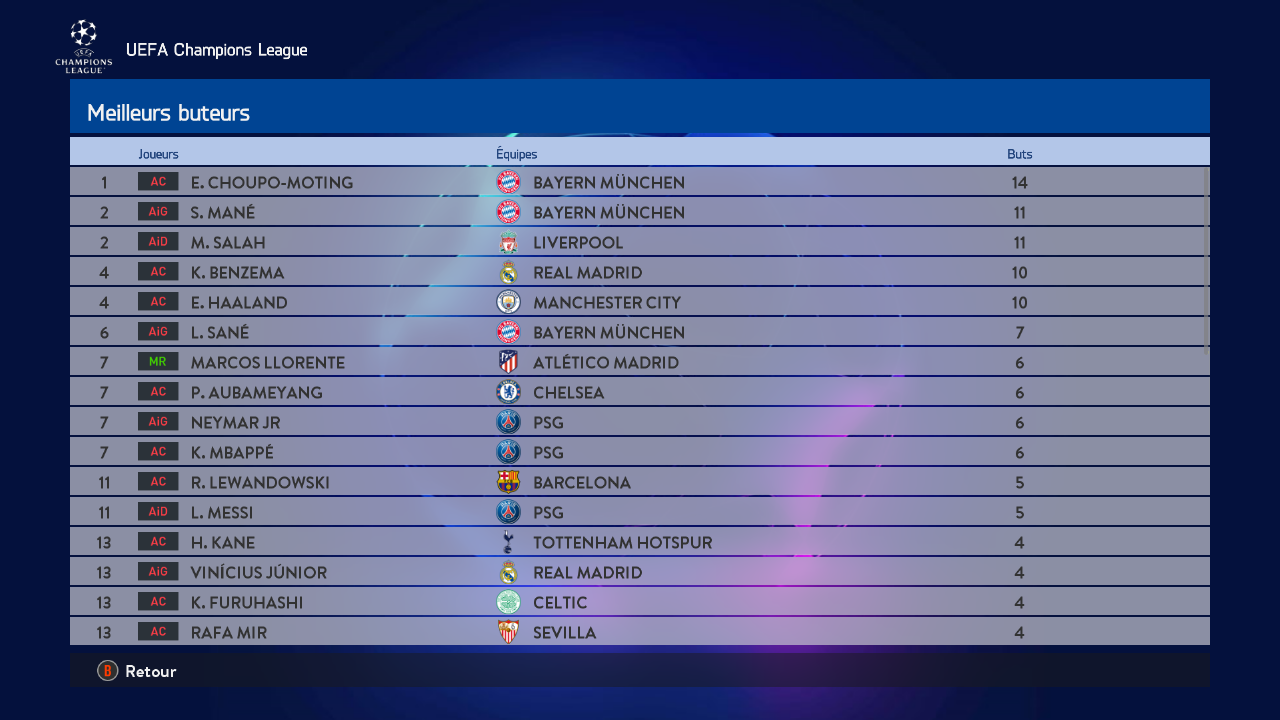 UEFA
CHAMPIONS
LEAGUE
UEFA Champions League
Meilleurs buteurs
Joueurs Équipes Buts
1 AC E. CHOUPO-MOTING BAYERN MÜNCHEN 14
2 AiG S. MANÉ BAYERN MÜNCHEN 11
2 AiD M. SALAH LIVERPOOL 11
4 AC K. BENZEMA REAL MADRID 10
4 AC E. HAALAND MANCHESTER CITY 10
6 AiG L. SANÉ BAYERN MÜNCHEN 7
7 MR MARCOS LLORENTE ATLÉTICO MADRID 6
7 AC P. AUBAMEYANG CHELSEA 6
7 AiG NEYMAR JR PSG 6
7 AC K. MBAPPÉ PSG 6
11 AC R. LEWANDOWSKI BARCELONA 5
11 AiD L. MESSI PSG 5
13 AC H. KANE TOTTENHAM HOTSPUR 4
13 AiG VINÍCIUS JÚNIOR REAL MADRID 4
13 AC K. FURUHASHI CELTIC 4
13 AC RAFA MIR SEVILLA 4
B Retour